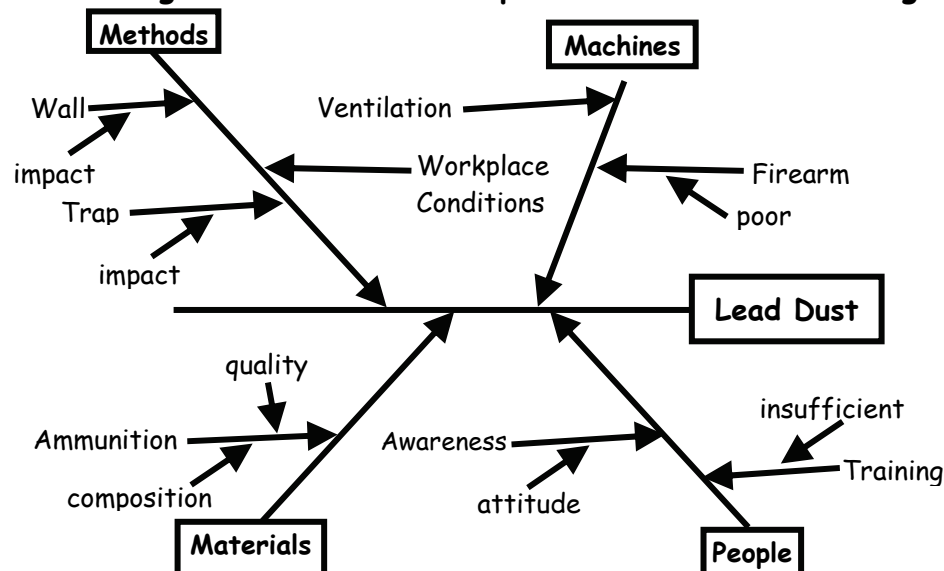 Methods
Machines
Wall
Ventilation
impact
Workplace
Conditions
Firearm
Trap
poor
impact
Lead Dust
quality
insufficient
Ammunition
Awareness
Training
composition
attitude
Materials
People